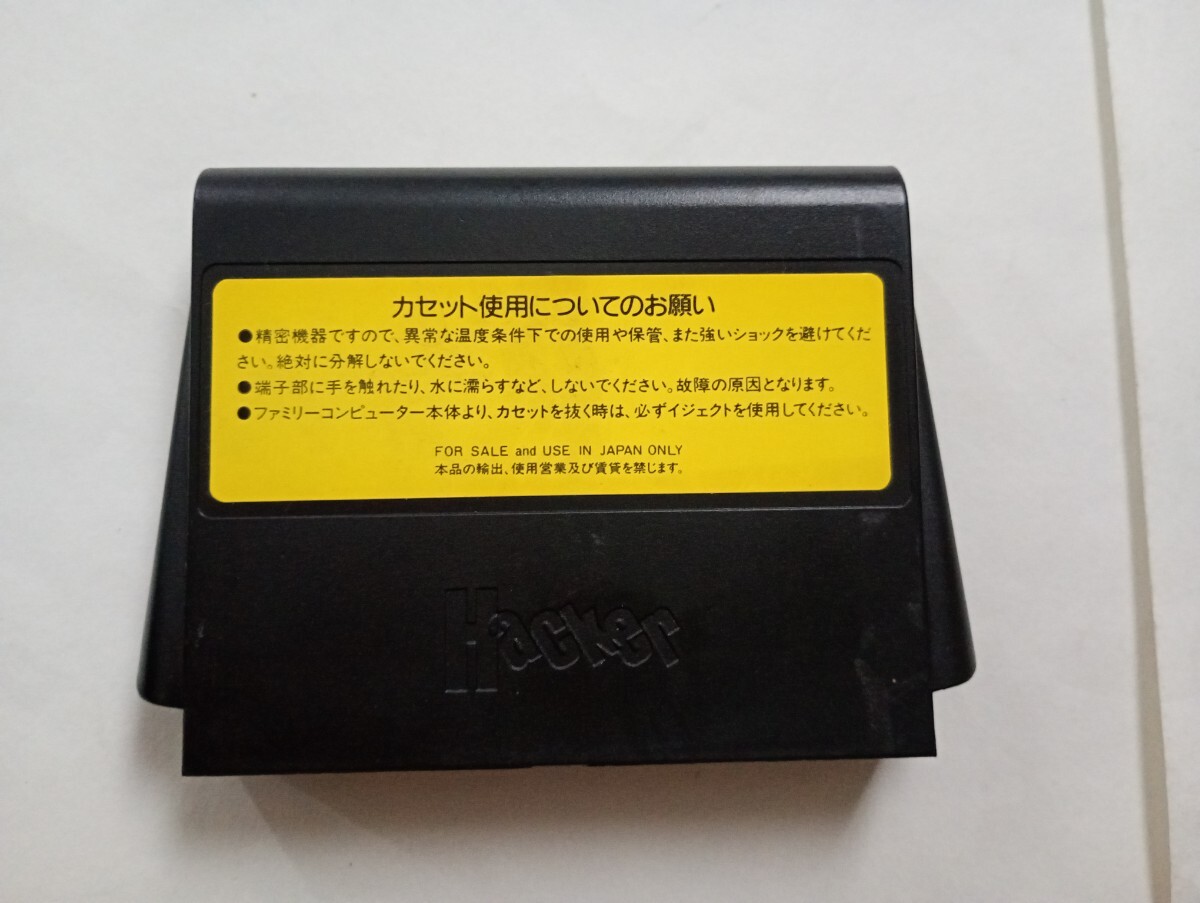 カセット使用についてのお願い
●精密機器ですので、異常な温度条件下での使用や保管、また強いショックを避けてくだ
さい。絶対に分解しないでください。
●端子部に手を触れたり、水に濡らすなど、しないでください。故障の原因となります。
●ファミリーコンピューター本体より、カセットを抜く時は、必ずイジェクトを使用してください。
FOR SALE and USE IN JAPAN ONLY
本品の輸出、使用営業及び賃貸を禁じます。
Hacker